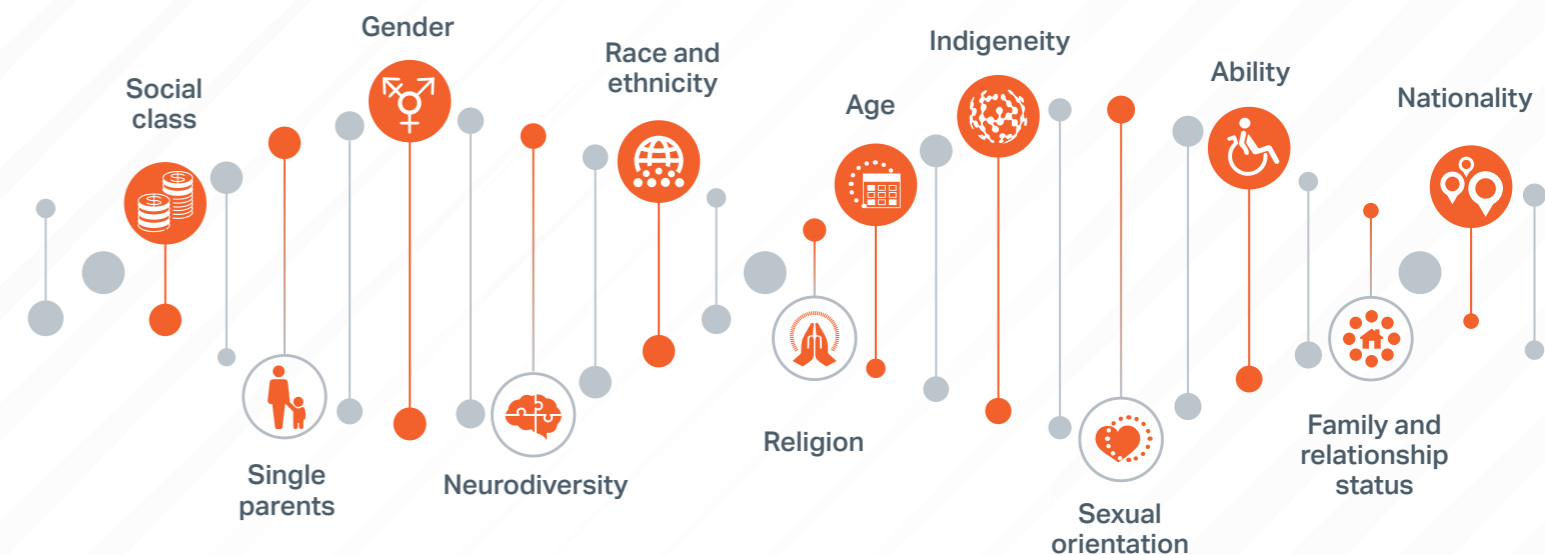 Social
class
Single
parents
Gender
Neurodiversity
Race and
ethnicity
Religion
Age
Indigeneity
Sexual
orientation
Ability
Family and
relationship
status
Nationality